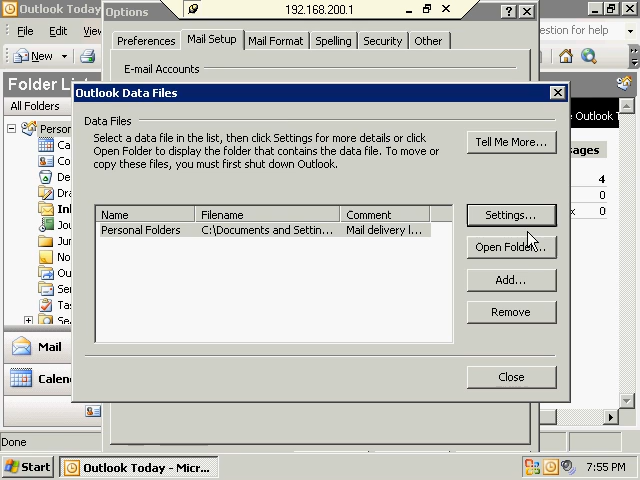 Outlook Today
Options
192.168.200.1
File
Edit
estion for help
New
Preferences
Mail Setup
Mail Format
Spelling
Security
Other
Folder List
All Folders
E-mail Accounts
Outlook Data Files
Data Files
Select a data file in the list, then click Settings for more details or click
Open Folder to display the folder that contains the data file. To move or
copy these files, you must first shut down Outlook.
Tell Me More...
Name
Filename
Comment
Personal Folders
C:\Documents and Settin...
Mail delivery l...
Settings...
Open Folder...
Add...
Remove
Close
Person
Ca
Co
De
Dra
Inl
Jou
Jun
No
Ou
Ser
Tas
Sea
e Outlook T
sages
4
0
x 0
Mail
Calen
Done
Start
Outlook Today - Micr...
7:55 PM